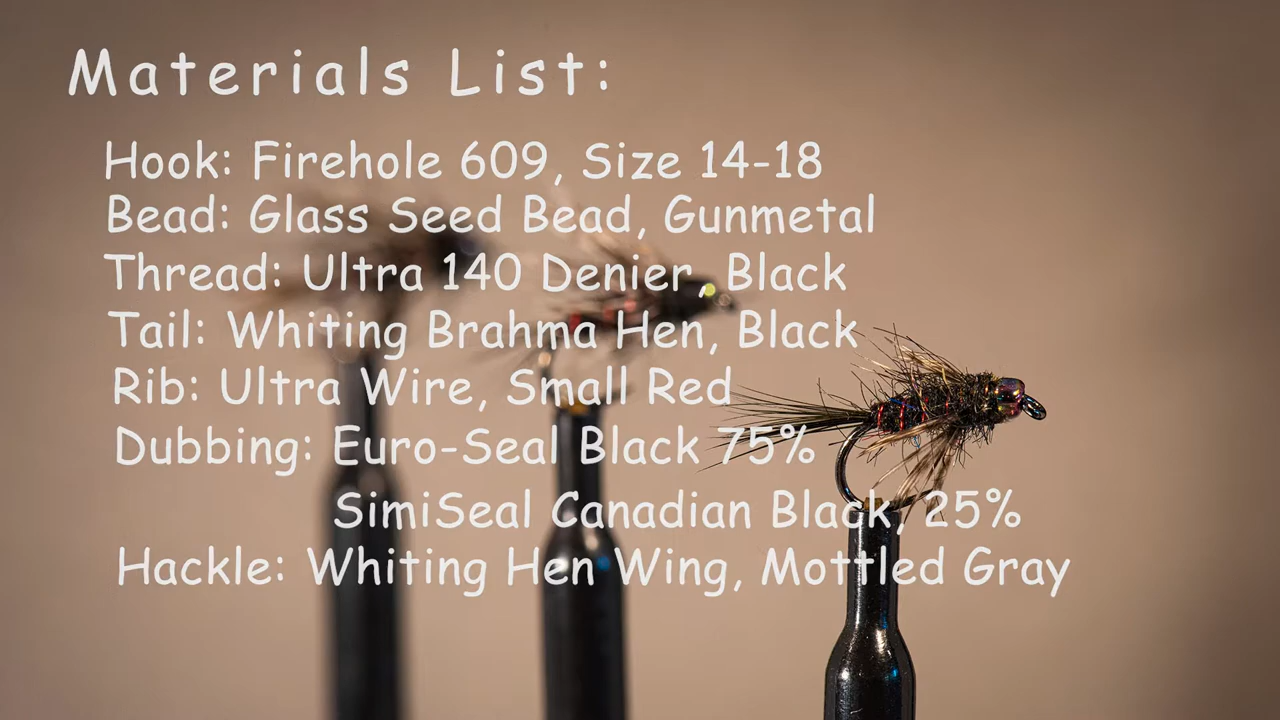 Materials List:
Hook: Firehole 609, Size 14-18
Bead: Glass Seed Bead, Gunmetal
Thread: Ultra 140 Denier, Black
Tail: Whiting Brahma Hen, Black
Rib: Ultra Wire, Small Red
Dubbing: Euro-Seal Black 75%
SimiSeal Canadian Black, 25%
Hackle: Whiting Hen Wing, Mottled Gray